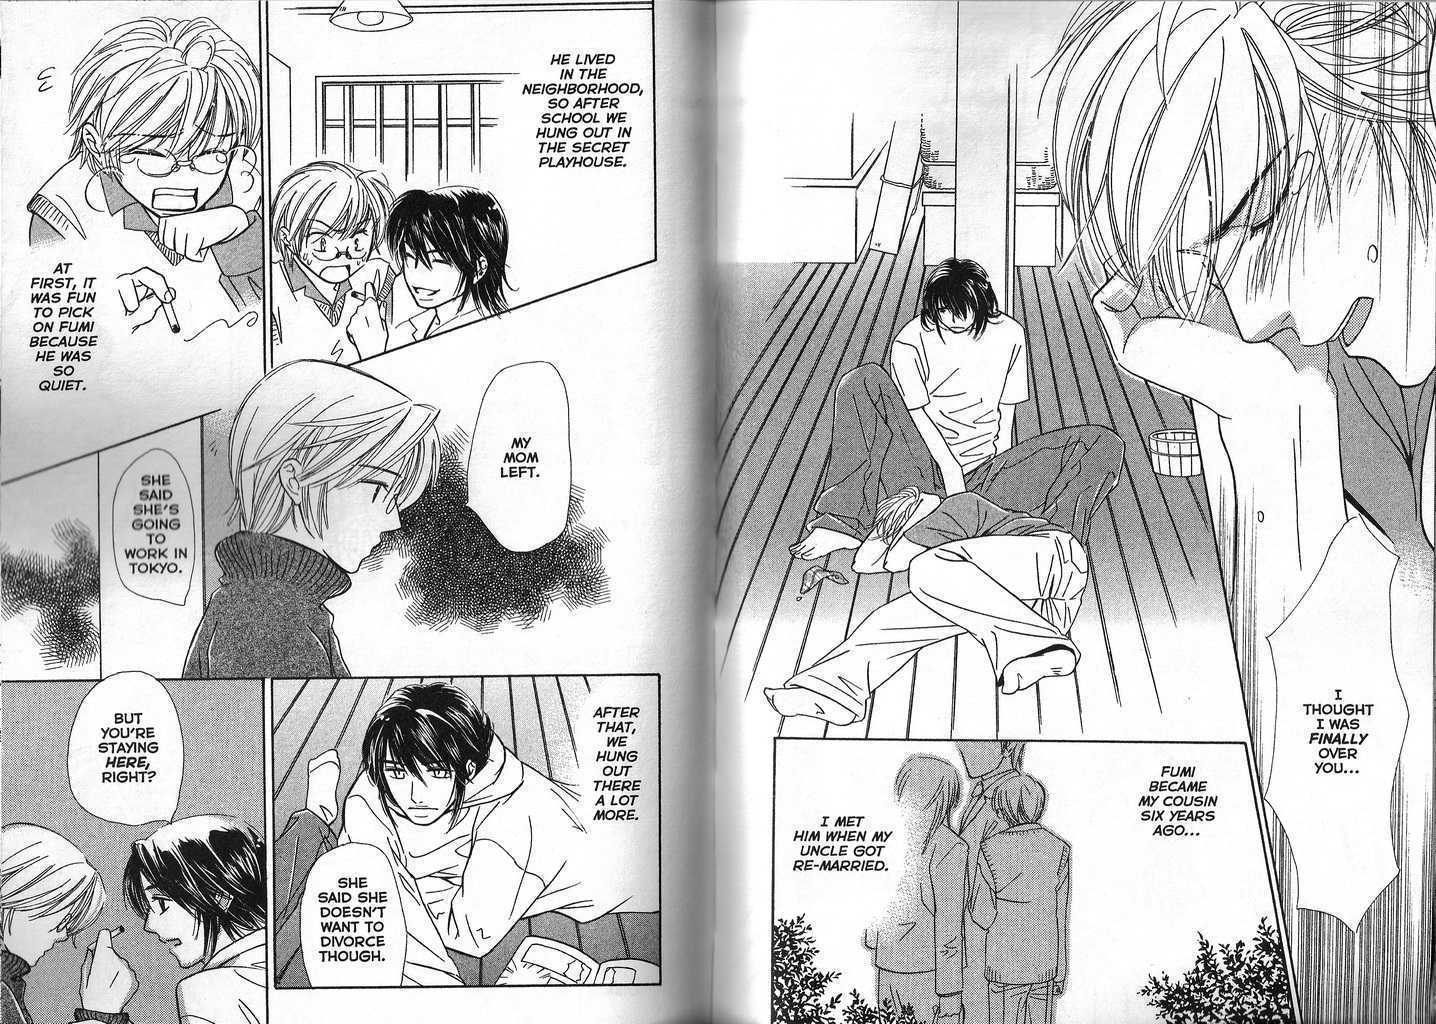 I
THOUGHT
I WAS
FINALLY
OVER
YOU...
FUMI
BECAME
MY COUSIN
SIX YEARS
AGO...
I MET
HIM WHEN MY
UNCLE GOT
RE-MARRIED.
HE LIVED
IN THE
NEIGHBORHOOD,
SO AFTER
SCHOOL WE
HUNG OUT IN
THE SECRET
PLAYHOUSE.
AT
FIRST, IT
WAS FUN
TO PICK
ON FUMI
BECAUSE
HE WAS
SO
QUIET.
MY
MOM
LEFT.
SHE
SAID
SHE'S
GOING
TO
WORK IN
TOKYO.
AFTER
THAT,
WE
HUNG
OUT
THERE
A LOT
MORE.
SHE
SAID SHE
DOESN'T
WANT TO
DIVORCE
THOUGH.
BUT
YOU'RE
STAYING
HERE,
RIGHT?